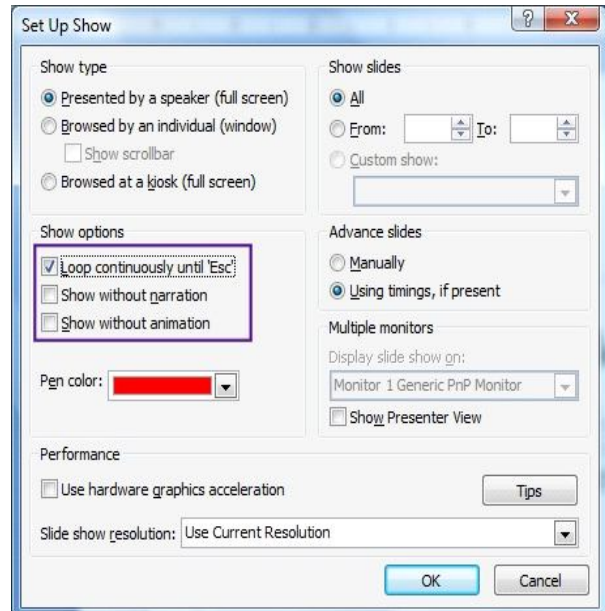 Set Up Show
Show type
Presented by a speaker (full screen)
Browsed by an individual (window)
Show scrollbar
Browsed at a kiosk (full screen)
Show slides
All
From: To:
Custom show:
Show options
Loop continuously until 'Esc'
Show without narration
Show without animation
Pen color:
Advance slides
Manually
Using timings, if present
Multiple monitors
Display slide show on:
Monitor 1 Generic PnP Monitor
Show Presenter View
Performance
Use hardware graphics acceleration
Tips
Slide show resolution: Use Current Resolution
OK Cancel